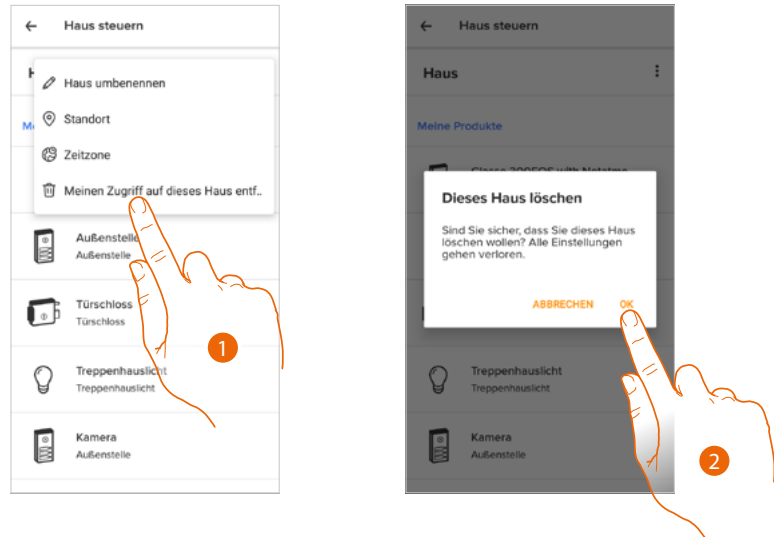 Haus steuern
H
Haus umbenennen
Me
Standort
Zeitzone
Meinen Zugriff auf dieses Haus entf..
Außenstelle
Außenstelle
Türschloss
Türschloss
1
Treppenhauslicht
Treppenhauslicht
Kamera
Außenstelle
Haus steuern
Haus
Meine Produkte
Dieses Haus löschen
Sind Sie sicher, dass Sie dieses Haus
löschen wollen? Alle Einstellungen
gehen verloren.
ABBRECHEN OK
Treppenhauslicht
Treppenhauslicht
Kamera
Außenstelle
2